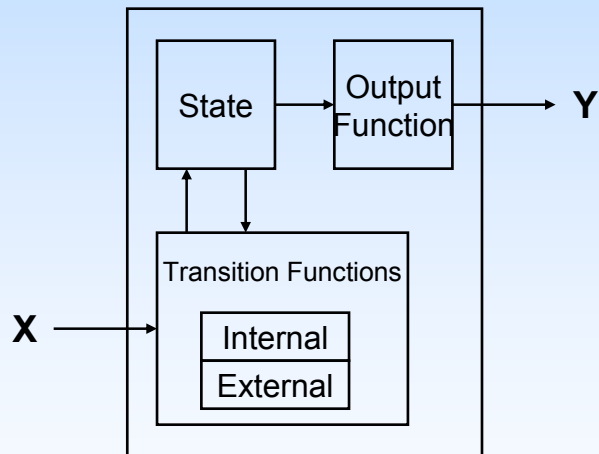 State
Output
Function
Y
Transition Functions
X
Internal
External